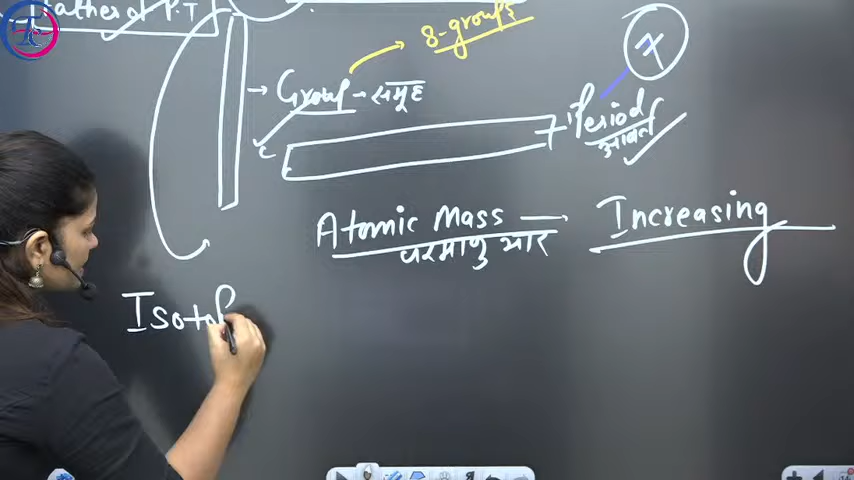 Father of P.T
8-groups
Group - समूह
7
Period
आवर्त
Atomic Mass → Increasing
परमाणु भार
Isotop